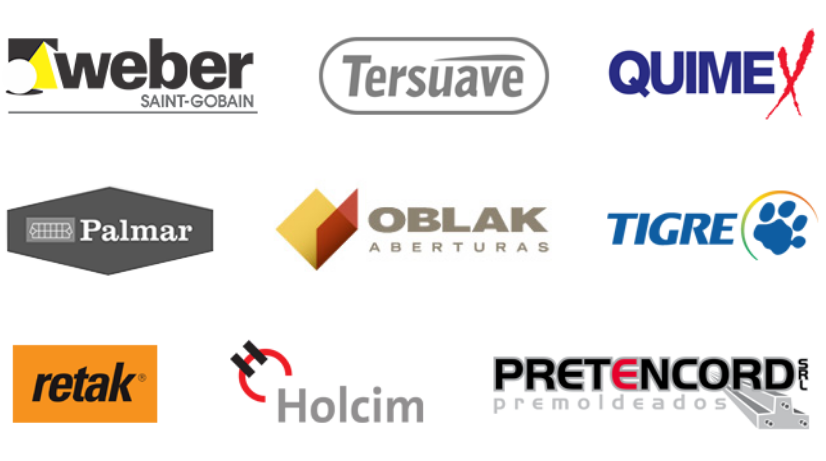 weber
SAINT-GOBAIN
Tersuave
QUIMEX
Palmar
OBLAK
ABERTURAS
TIGRE
retak®
Holcim
PRETENCORD SRL
premoldeados